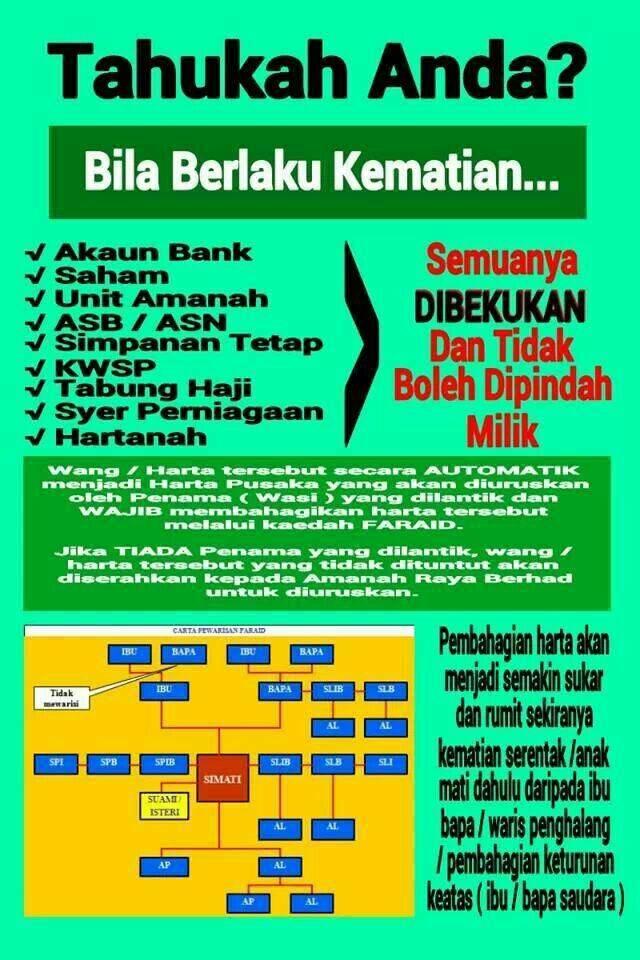 Tahukah Anda?
Bila Berlaku Kematian...
√ Akaun Bank
√ Saham
√ Unit Amanah
√ ASB / ASN
√ Simpanan Tetap
√ KWSP
√ Tabung Haji
√ Syer Perniagaan
√ Hartanah
Semuanya
DIBEKUKAN
Dan Tidak
Boleh Dipindah
Milik
Wang / Harta tersebut secara AUTOMATIK
menjadi Harta Pusaka yang akan diuruskan
oleh Penama ( Wasi ) yang dilantik dan
WAJIB membahagikan harta tersebut
melalui kaedah FARAID.
Jika TIADA Penama yang dilantik, wang /
harta tersebut yang tidak dituntut akan
diserahkan kepada Amanah Raya Berhad
untuk diuruskan.
CARTA PEWARISAN FARAID
IBU BAPA IBU BAPA
Tidak
mewarisi
IBU BAPA SLIB SLB
AL AL
SPI SPB SPIB SIMATI SLIB SLB SLI
SUAMI /
ISTERI
AL AL
AP AL
AP AL
Pembahagian harta akan
menjadi semakin sukar
dan rumit sekiranya
kematian serentak /anak
mati dahulu daripada ibu
bapa / waris penghalang
/ pembahagian keturunan
keatas ( ibu / bapa saudara )